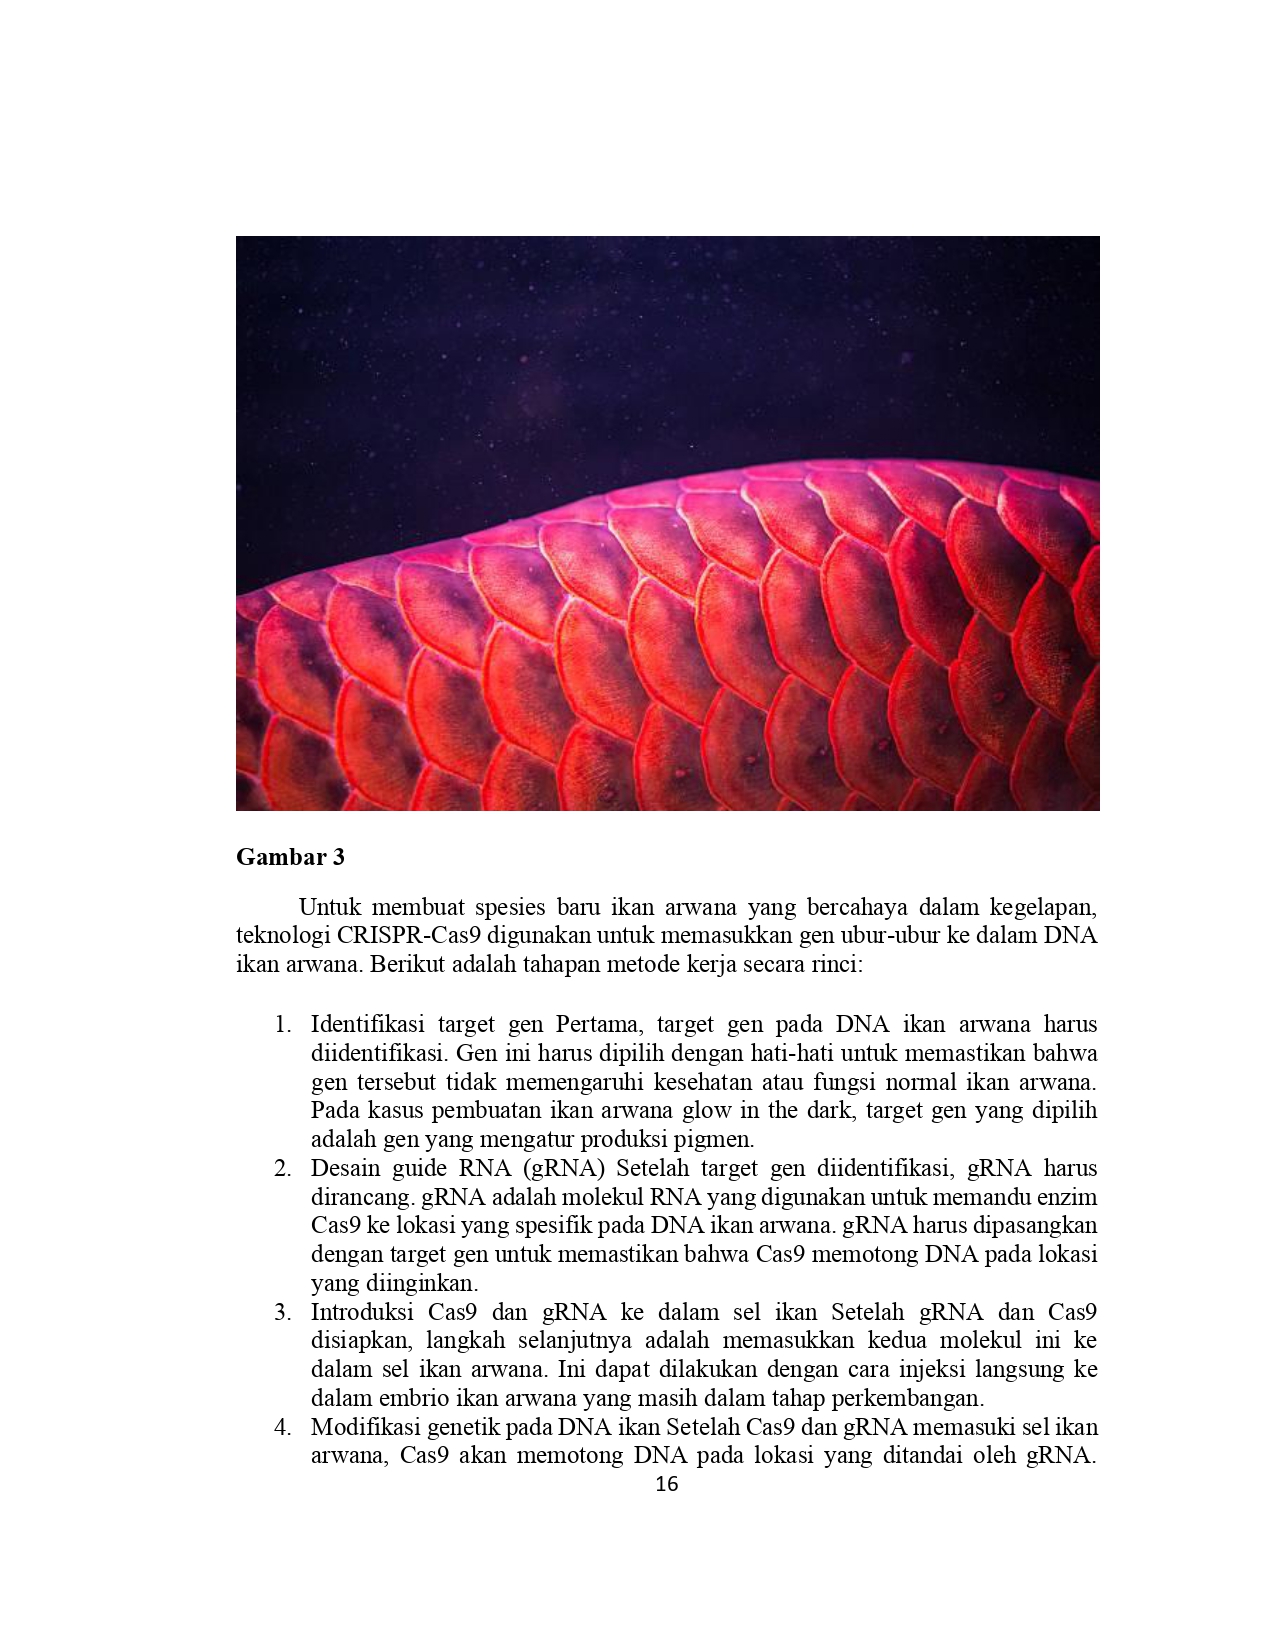 Gambar 3
Untuk membuat spesies baru ikan arwana yang bercahaya dalam kegelapan,
teknologi CRISPR-Cas9 digunakan untuk memasukkan gen ubur-ubur ke dalam DNA
ikan arwana. Berikut adalah tahapan metode kerja secara rinci:
1. Identifikasi target gen Pertama, target gen pada DNA ikan arwana harus
diidentifikasi. Gen ini harus dipilih dengan hati-hati untuk memastikan bahwa
gen tersebut tidak memengaruhi kesehatan atau fungsi normal ikan arwana.
Pada kasus pembuatan ikan arwana glow in the dark, target gen yang dipilih
adalah gen yang mengatur produksi pigmen.
2. Desain guide RNA (gRNA) Setelah target gen diidentifikasi, gRNA harus
dirancang. gRNA adalah molekul RNA yang digunakan untuk memandu enzim
Cas9 ke lokasi yang spesifik pada DNA ikan arwana. gRNA harus dipasangkan
dengan target gen untuk memastikan bahwa Cas9 memotong DNA pada lokasi
yang diinginkan.
3. Introduksi Cas9 dan gRNA ke dalam sel ikan Setelah gRNA dan Cas9
disiapkan, langkah selanjutnya adalah memasukkan kedua molekul ini ke
dalam sel ikan arwana. Ini dapat dilakukan dengan cara injeksi langsung ke
dalam embrio ikan arwana yang masih dalam tahap perkembangan.
4. Modifikasi genetik pada DNA ikan Setelah Cas9 dan gRNA memasuki sel ikan
arwana, Cas9 akan memotong DNA pada lokasi yang ditandai oleh gRNA.
16